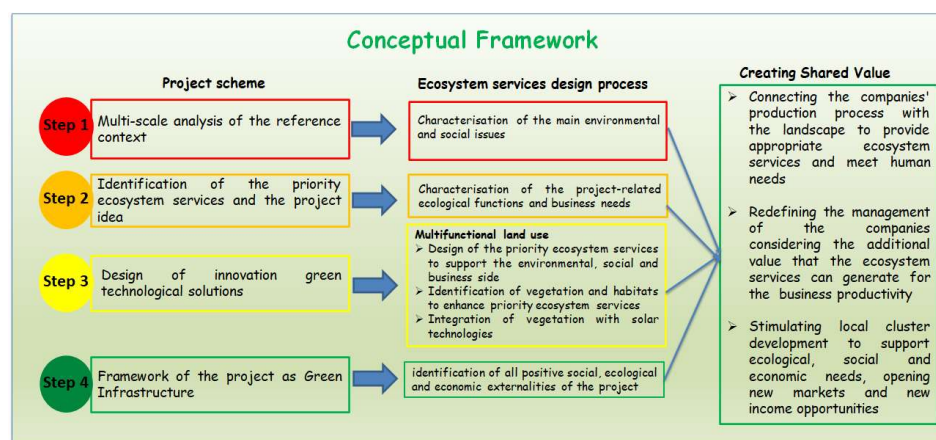 Conceptual Framework
Project scheme
Ecosystem services design process
Creating Shared Value
Step 1
Multi-scale analysis of the reference
context
Characterisation of the main environmental
and social issues
Step 2
Identification of the priority
ecosystem services and the project
idea
Characterisation of the project-related
ecological functions and business needs
Step 3
Design of innovation green
technological solutions
Multifunctional land use
➢ Design of the priority ecosystem services
to support the environmental, social and
business side
➢ Identification of vegetation and habitats
to enhance priority ecosystem services
➢ Integration of vegetation with solar
technologies
Step 4
Framework of the project as Green
Infrastructure
identification of all positive social, ecological
and economic externalities of the project
➢ Connecting the companies'
production process with
the landscape to provide
appropriate ecosystem
services and meet human
needs
➢ Redefining the management
of the companies
considering the additional
value that the ecosystem
services can generate for
the business productivity
➢ Stimulating local cluster
development to support
ecological, social and
economic needs, opening
new markets and new
income opportunities